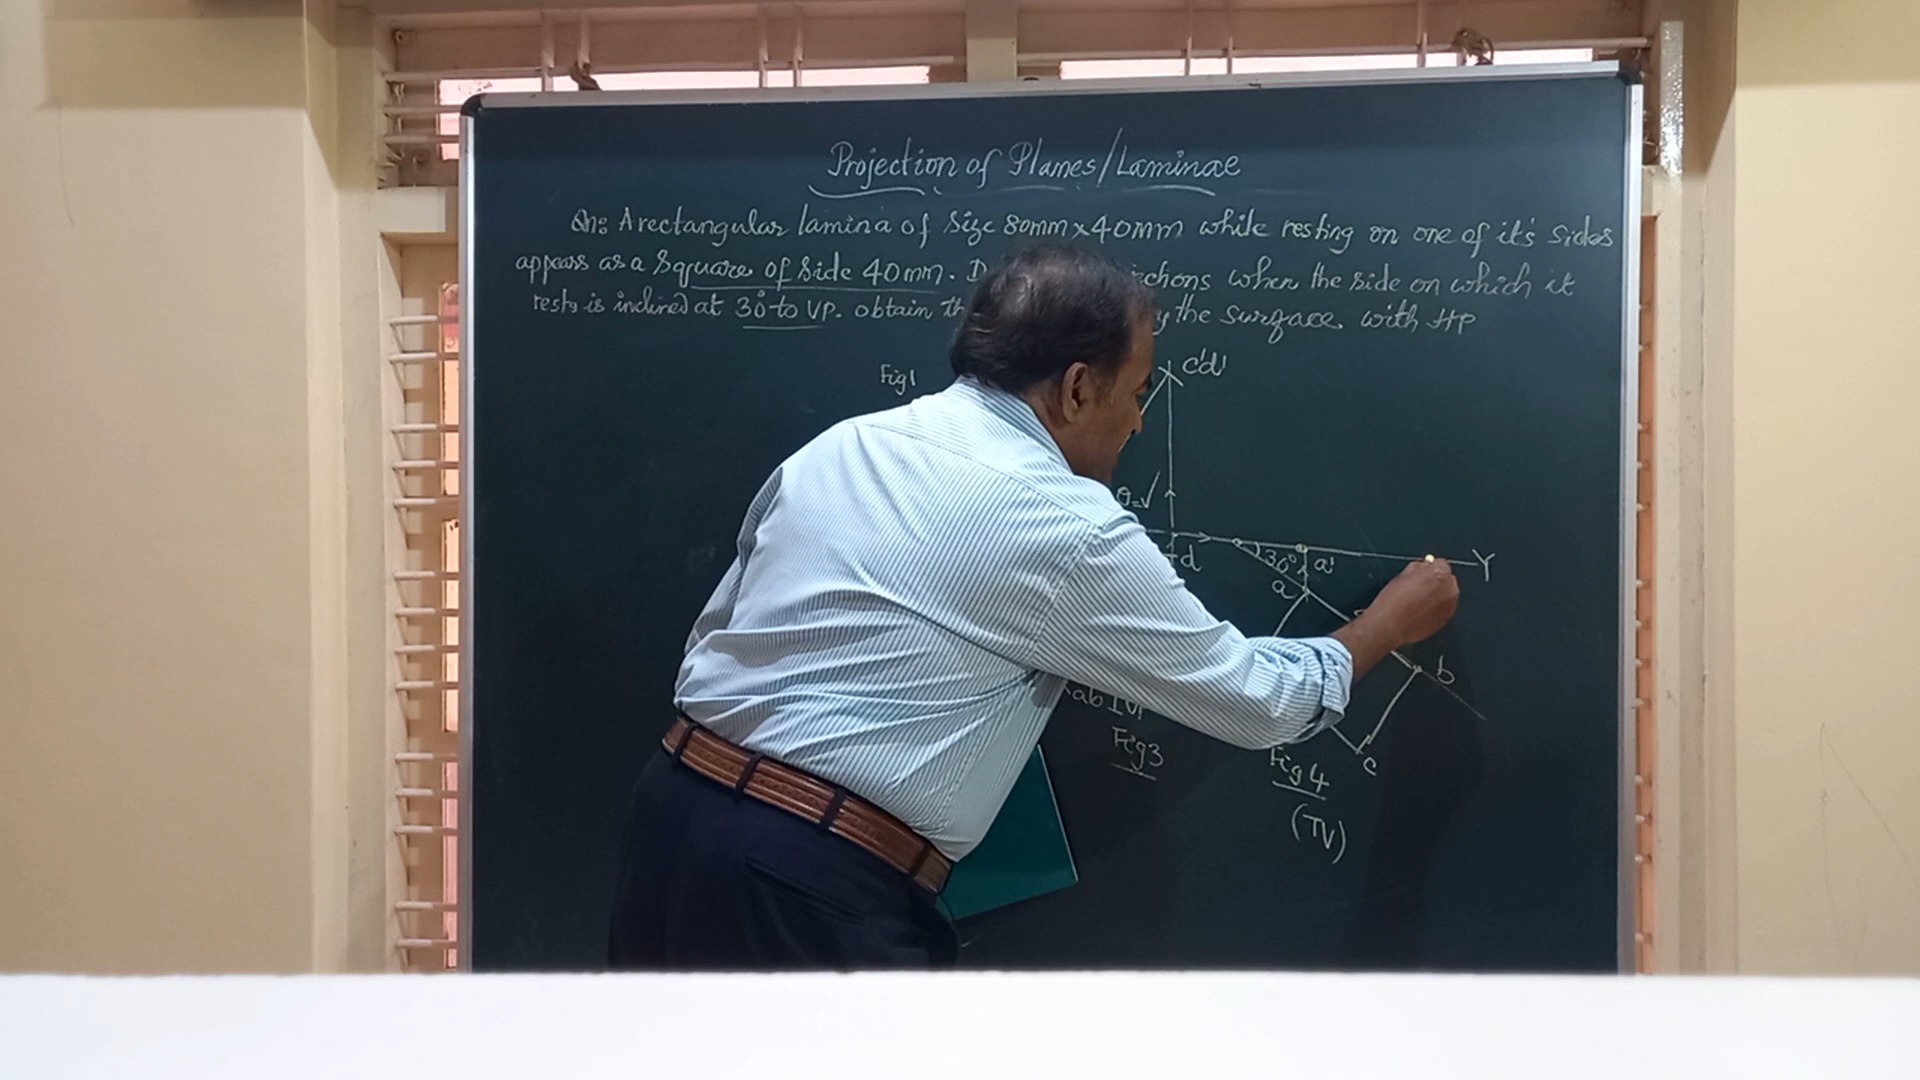 Projection of Planes/Laminae
Qn: A rectangular lamina of size 80mm x 40mm while resting on one of it's sides
appears as a square of side 40mm. ections when the side on which it
rests is inclined at 30° to VP. obtain the surface with HP
Fig1
c'd'
θ=√
d
30°
a'
Y
a
b
c
ab
Fig3
Fig4
(TV)